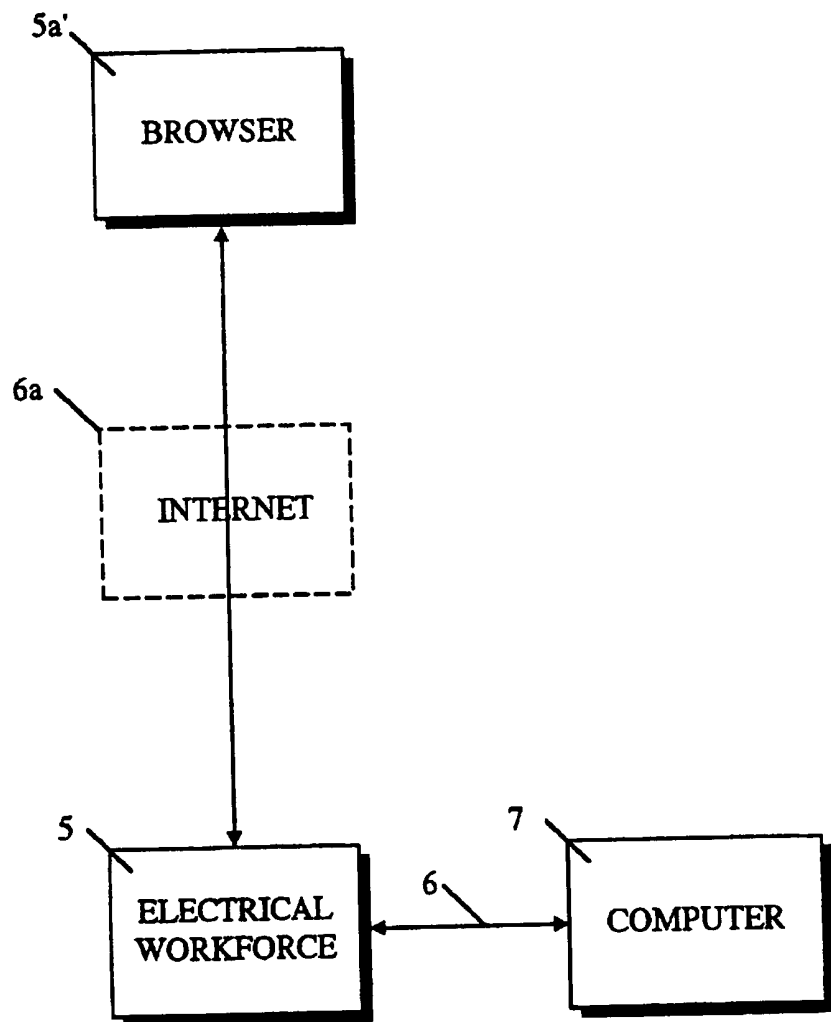 5a'
BROWSER
6a
INTERNET
5
7
6
ELECTRICAL
WORKFORCE
COMPUTER